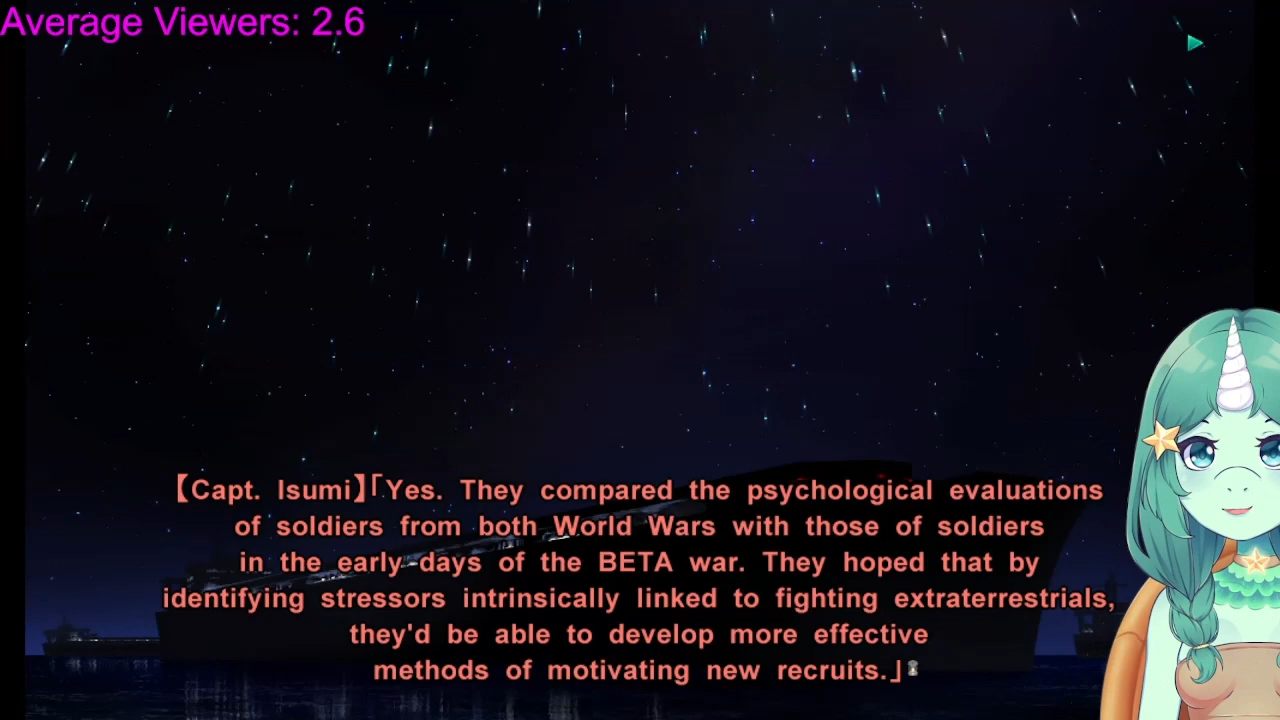 Average Viewers: 2.6
【Capt. Isumi】「Yes. They compared the psychological evaluations
of soldiers from both World Wars with those of soldiers
in the early days of the BETA war. They hoped that by
identifying stressors intrinsically linked to fighting extraterrestrials,
they'd be able to develop more effective
methods of motivating new recruits.」